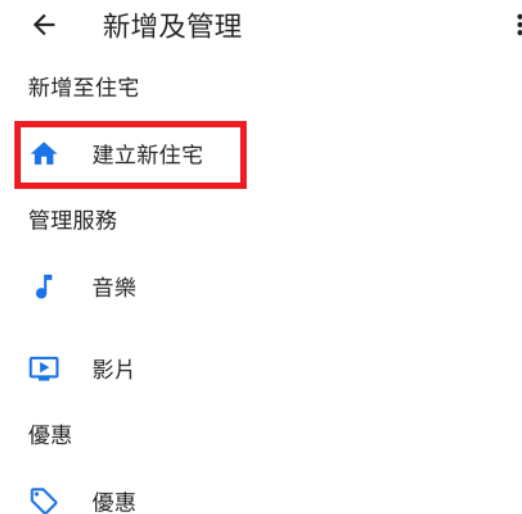 新增及管理
新增至住宅
建立新住宅
管理服務
音樂
影片
優惠
優惠